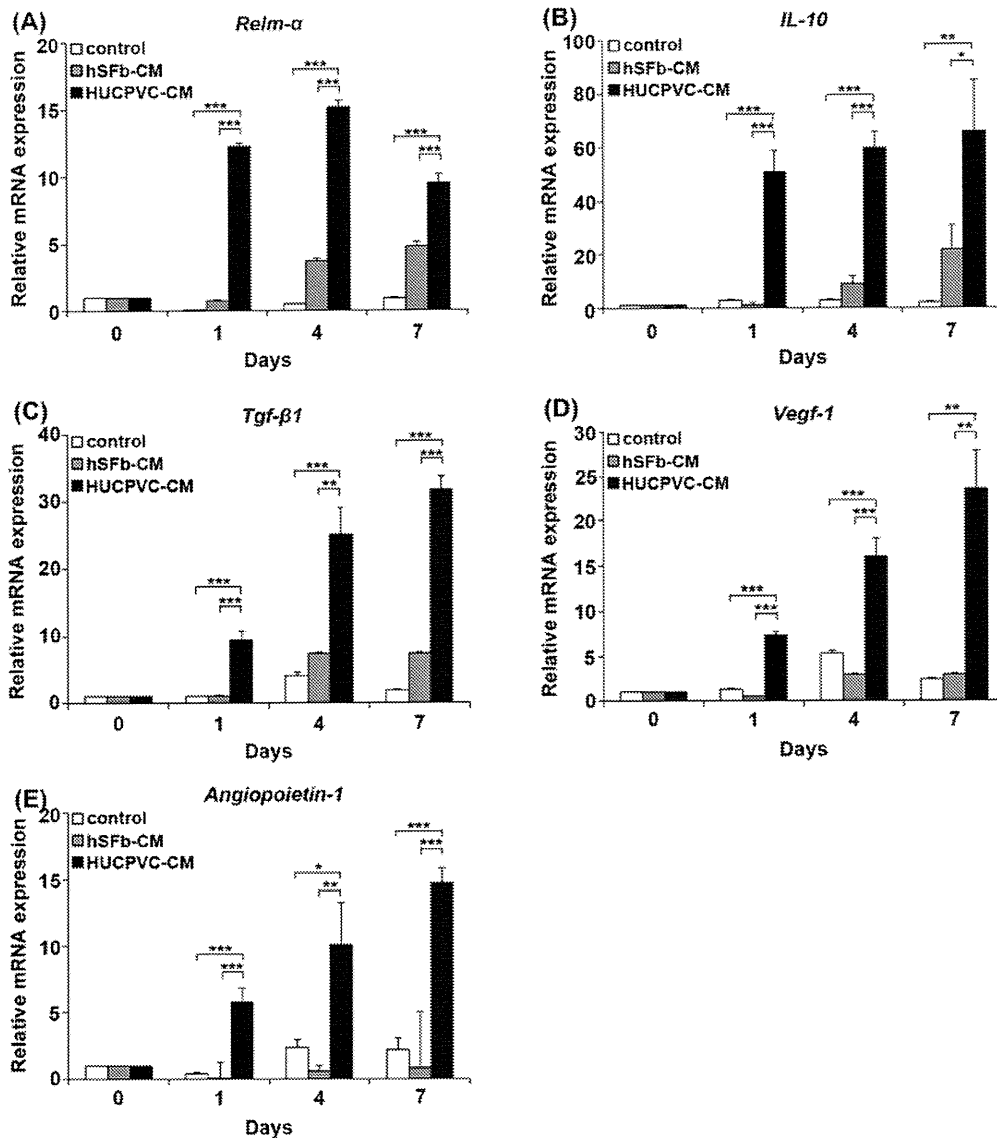 (A)
Relm-α
20
15
10
5
0
Relative mRNA expression
control
hSFb-CM
HUCPVC-CM
***
***
***
***
***
***
0 1 4 7
Days
(B)
IL-10
100
80
60
40
20
0
Relative mRNA expression
control
hSFb-CM
HUCPVC-CM
***
***
***
***
**
*
0 1 4 7
Days
(C)
Tgf-β1
40
30
20
10
0
Relative mRNA expression
control
hSFb-CM
HUCPVC-CM
***
***
***
**
***
***
0 1 4 7
Days
(D)
Vegf-1
30
25
20
15
10
5
0
Relative mRNA expression
control
hSFb-CM
HUCPVC-CM
***
***
***
***
**
**
0 1 4 7
Days
(E)
Angiopoietin-1
20
15
10
5
0
Relative mRNA expression
control
hSFb-CM
HUCPVC-CM
***
***
*
**
***
***
0 1 4 7
Days